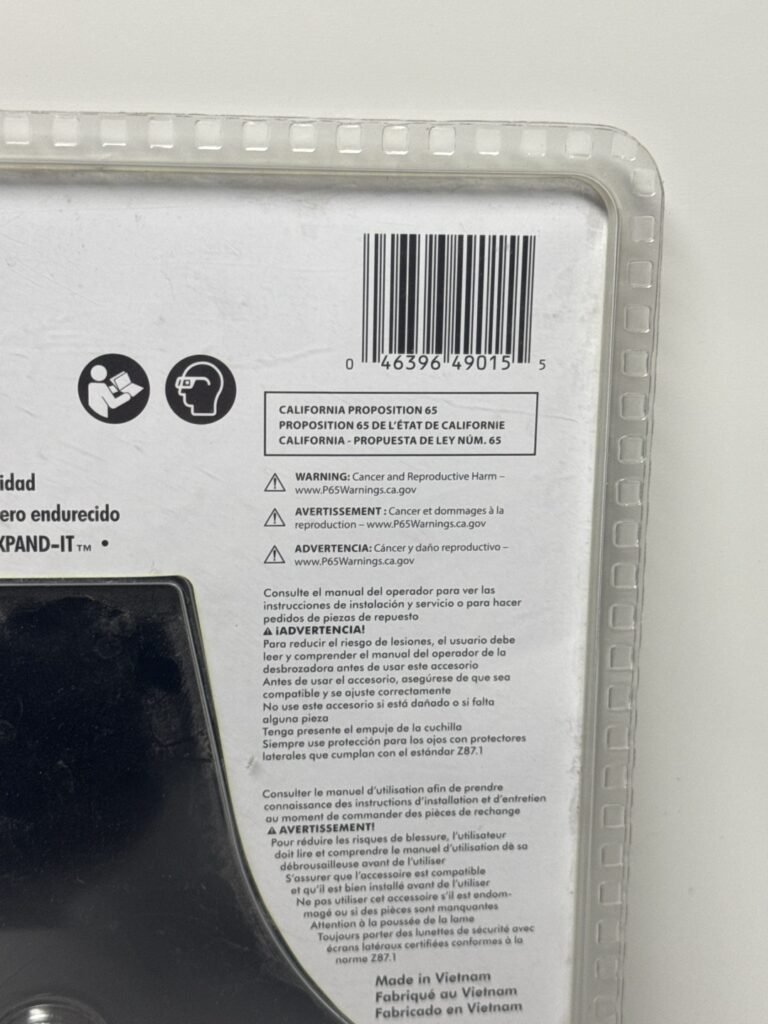 0 46396 49015 5
CALIFORNIA PROPOSITION 65
PROPOSITION 65 DE L'ÉTAT DE CALIFORNIE
CALIFORNIA - PROPUESTA DE LEY NÚM. 65
WARNING: Cancer and Reproductive Harm –
www.P65Warnings.ca.gov
AVERTISSEMENT : Cancer et dommages à la
reproduction – www.P65Warnings.ca.gov
ADVERTENCIA: Cáncer y daño reproductivo –
www.P65Warnings.ca.gov
idad
ero endurecido
XPAND-IT™ •
Consulte el manual del operador para ver las
instrucciones de instalación y servicio o para hacer
pedidos de piezas de repuesto
¡ADVERTENCIA!
Para reducir el riesgo de lesiones, el usuario debe
leer y comprender el manual del operador de la
desbrozadora antes de usar este accesorio
Antes de usar el accesorio, asegúrese de que sea
compatible y se ajuste correctamente
No use este accesorio si está dañado o si falta
alguna pieza
Tenga presente el empuje de la cuchilla
Siempre use protección para los ojos con protectores
laterales que cumplan con el estándar Z87.1
Consulter le manuel d'utilisation afin de prendre
connaissance des instructions d'installation et d'entretien
au moment de commander des pièces de rechange
AVERTISSEMENT!
Pour réduire les risques de blessure, l'utilisateur
doit lire et comprendre le manuel d'utilisation de sa
débrousailleuse avant de l'utiliser
S'assurer que l'accessoire est compatible
et qu'il est bien installé avant de l'utiliser
Ne pas utiliser cet accessoire s'il est endom-
magé ou si des pièces sont manquantes
Attention à la poussée de la lame
Toujours porter des lunettes de sécurité avec
écrans latéraux certifiées conformes à la
norme Z87.1
Made in Vietnam
Fabriqué au Vietnam
Fabricado en Vietnam